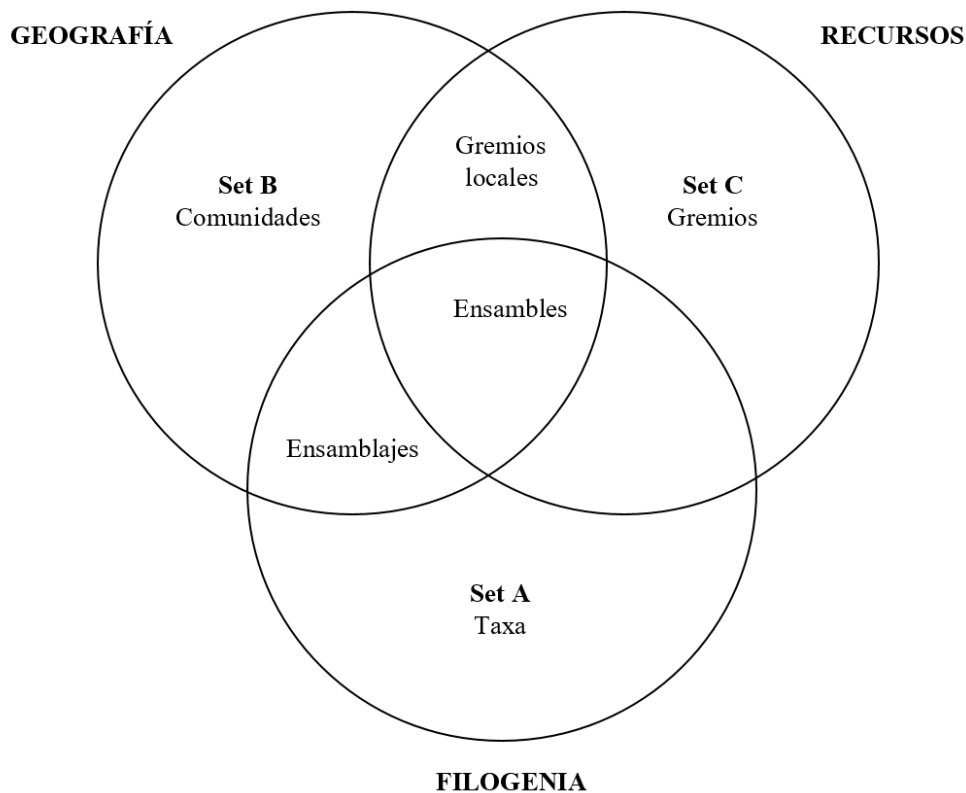 GEOGRAFÍA
RECURSOS
Gremios
locales
Set B
Comunidades
Set C
Gremios
Ensambles
Ensamblajes
Set A
Taxa
FILOGENIA